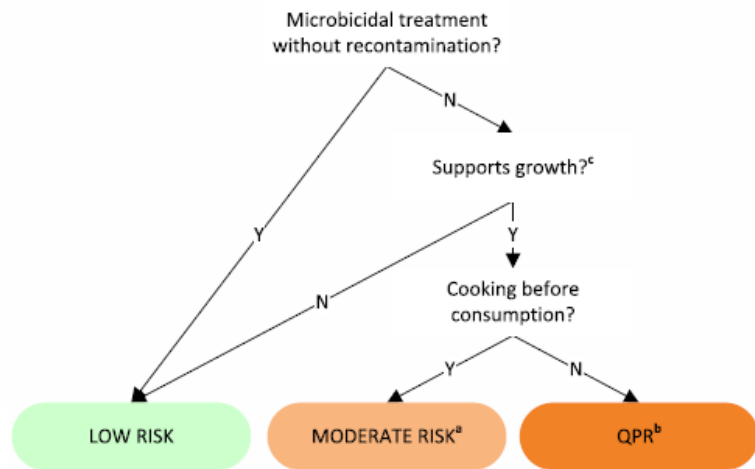 Microbicidal treatment
without recontamination?
N
Supports growth?ᶜ
Y
Y
N
Cooking before
consumption?
Y
N
LOW RISK
MODERATE RISKᵃ
QPRᵇ